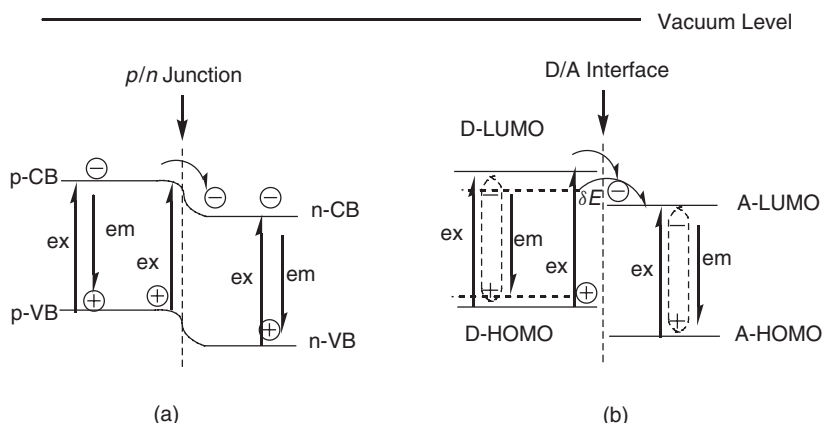 Vacuum Level
p/n Junction
D/A Interface
D-LUMO
p-CB
n-CB
δE
A-LUMO
ex
em
ex
ex
em
ex
em
ex
ex
em
p-VB
n-VB
D-HOMO
A-HOMO
(a)
(b)